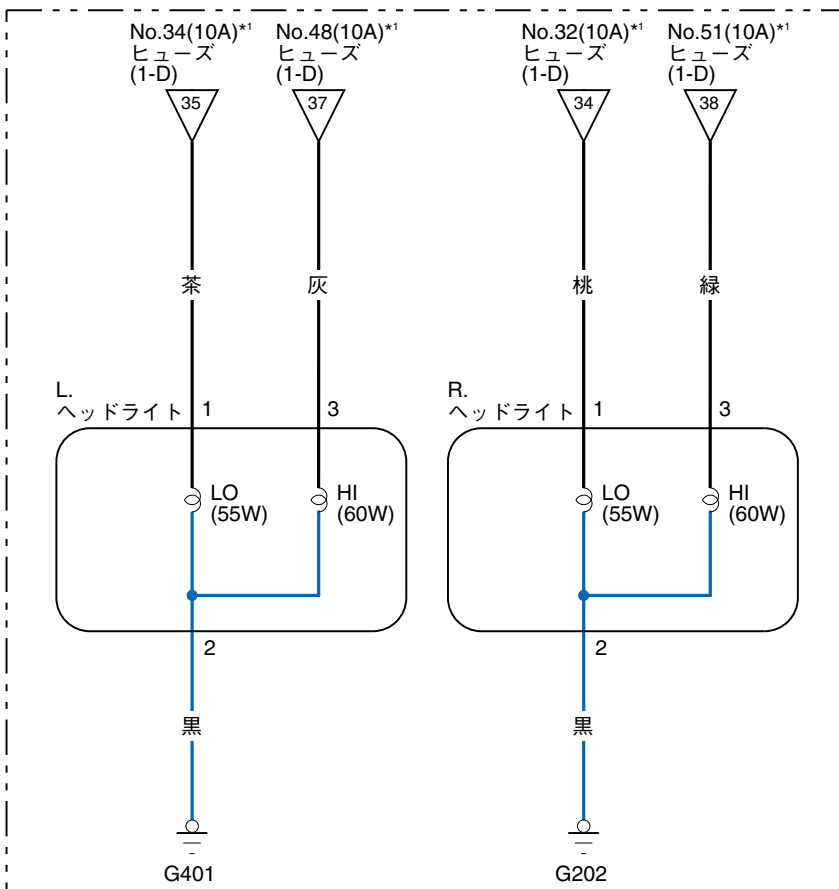 No.34(10A)*1
ヒューズ
(1-D)
35
No.48(10A)*1
ヒューズ
(1-D)
37
No.32(10A)*1
ヒューズ
(1-D)
34
No.51(10A)*1
ヒューズ
(1-D)
38
茶
灰
桃
緑
L.
ヘッドライト
1
3
LO
(55W)
HI
(60W)
2
黒
G401
R.
ヘッドライト
1
3
LO
(55W)
HI
(60W)
2
黒
G202